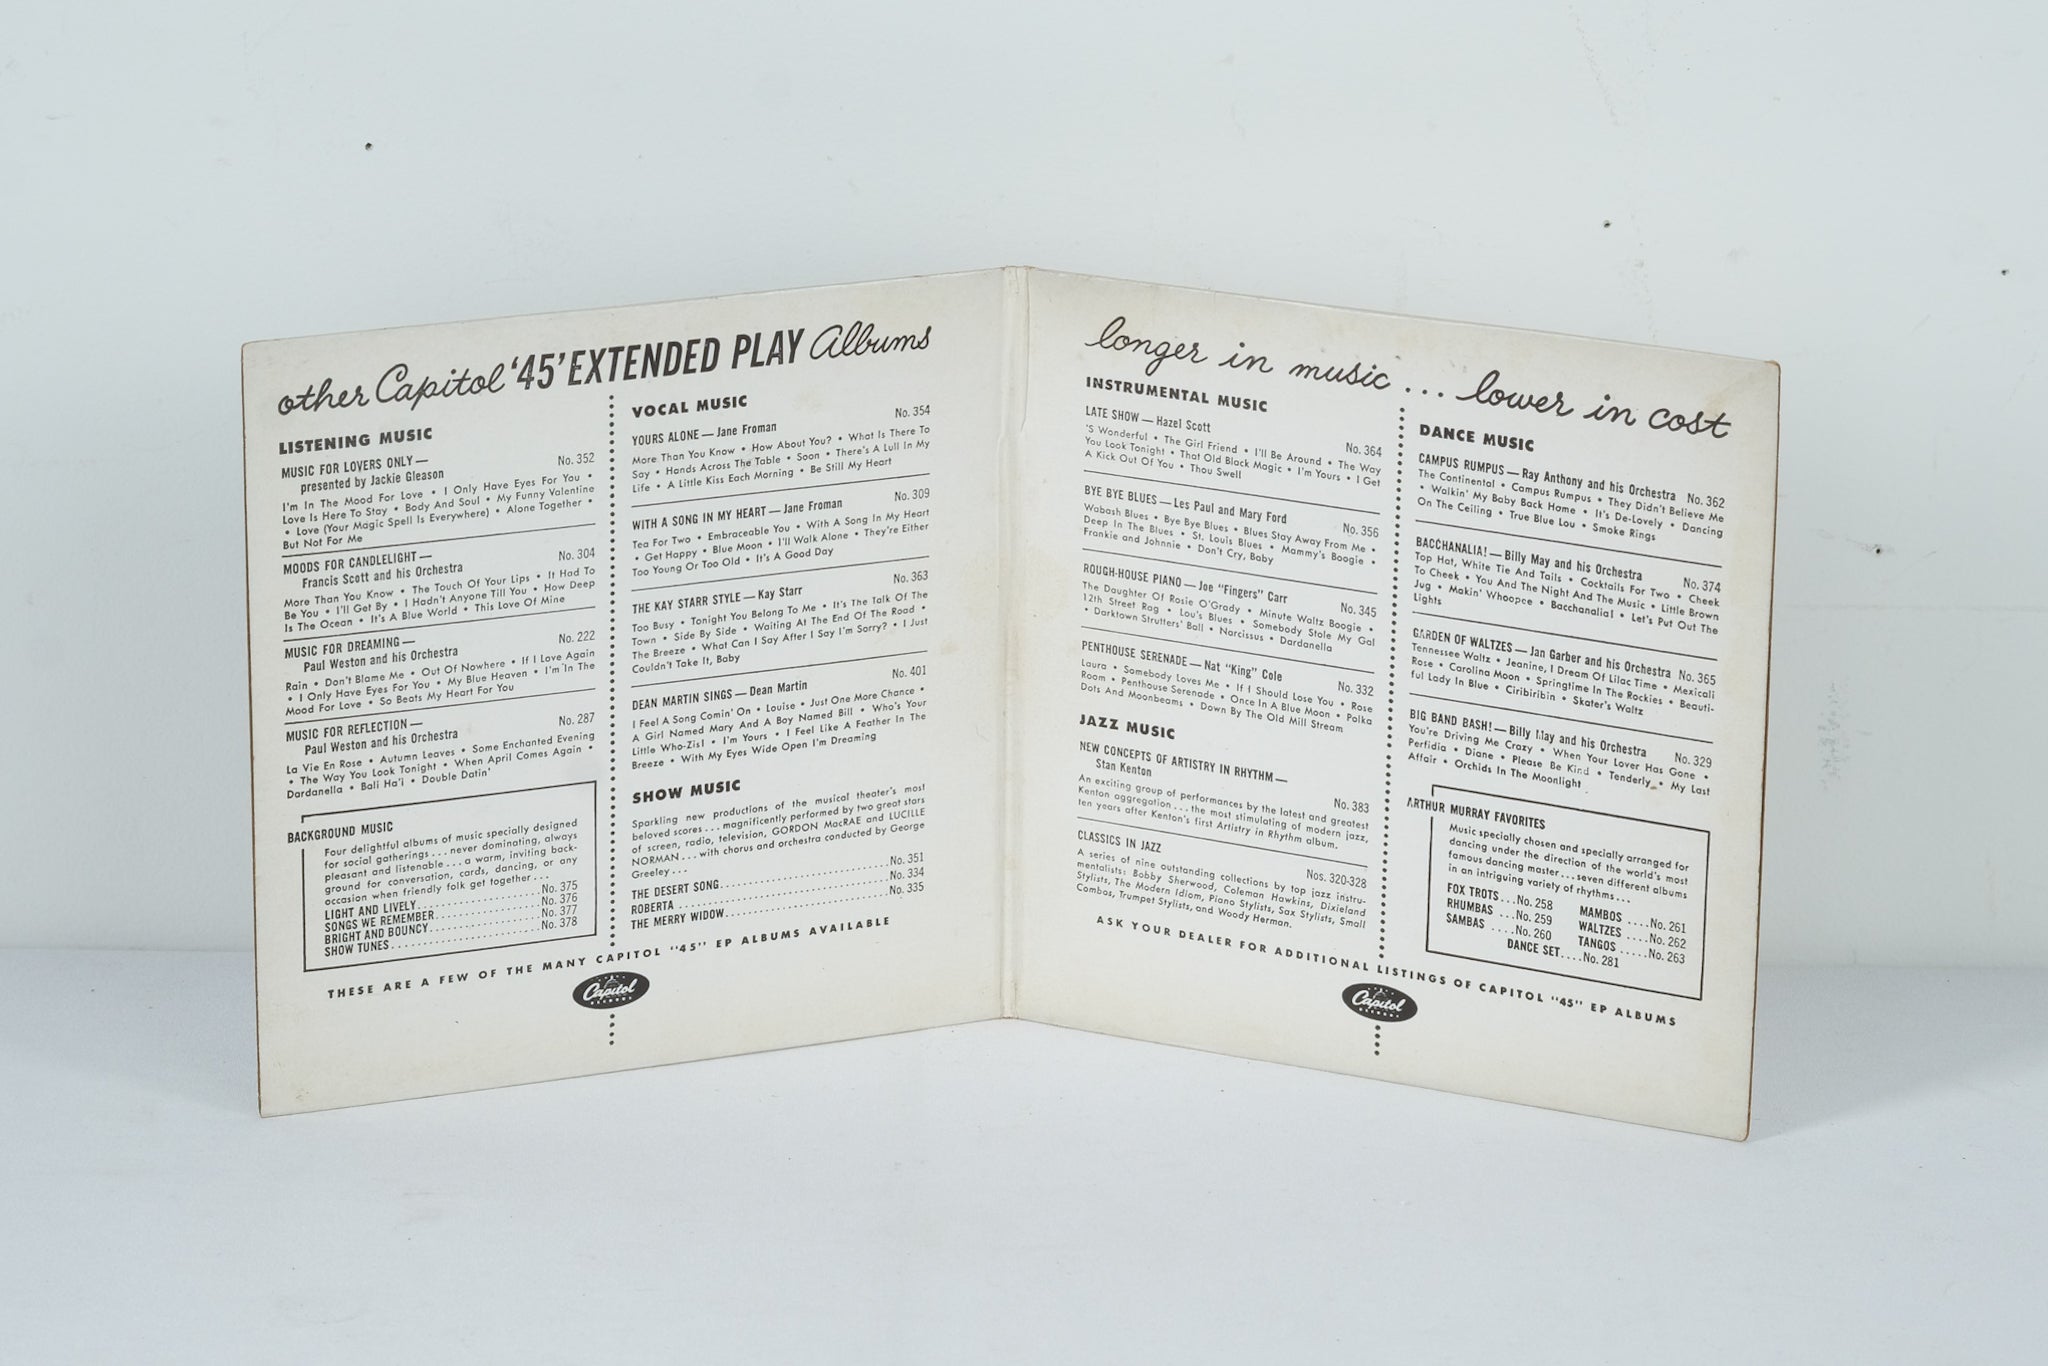 other Capitol '45' EXTENDED PLAY Albums
LISTENING MUSIC
MUSIC FOR LOVERS ONLY—
presented by Jackie Gleason No. 352
I'm In The Mood For Love • I Only Have Eyes For You •
Love Is Here To Stay • Body And Soul • My Funny Valentine
• Love (Your Magic Spell Is Everywhere) • Alone Together •
But Not For Me
MOODS FOR CANDLELIGHT—
Francis Scott and his Orchestra No. 304
More Than You Know • The Touch Of Your Lips • It Had To
Be You • I'll Get By • I Hadn't Anyone Till You • How Deep
Is The Ocean • It's A Blue World • This Love Of Mine
MUSIC FOR DREAMING—
Paul Weston and his Orchestra No. 222
Rain • Don't Blame Me • Out Of Nowhere • If I Love Again
• I Only Have Eyes For You • My Blue Heaven • I'm In The
Mood For Love • So Beats My Heart For You
MUSIC FOR REFLECTION—
Paul Weston and his Orchestra No. 287
La Vie En Rose • Autumn Leaves • Some Enchanted Evening
• The Way You Look Tonight • When April Comes Again •
Dardanella • Bali Ha'i • Double Datin'
BACKGROUND MUSIC
Four delightful albums of music specially designed
for social gatherings . . . never dominating, always
pleasant and listenable . . . a warm, inviting back-
ground for conversation, cards, dancing, or any
occasion when friendly folk get together . . .
LIGHT AND LIVELY . . . . . No. 375
SONGS WE REMEMBER . . . . . No. 376
BRIGHT AND BOUNCY . . . . . No. 377
SHOW TUNES . . . . . No. 378
VOCAL MUSIC
YOURS ALONE—Jane Froman No. 354
More Than You Know • How About You? • What Is There To
Say • Hands Across The Table • Soon • There's A Lull In My
Life • A Little Kiss Each Morning • Be Still My Heart
WITH A SONG IN MY HEART—Jane Froman No. 309
Tea For Two • Embraceable You • With A Song In My Heart
• Get Happy • Blue Moon • I'll Walk Alone • They're Either
Too Young Or Too Old • It's A Good Day
THE KAY STARR STYLE—Kay Starr No. 363
Too Busy • Tonight You Belong To Me • It's The Talk Of The
Town • Side By Side • Waiting At The End Of The Road •
The Breeze • What Can I Say After I Say I'm Sorry? • I Just
Couldn't Take It, Baby
DEAN MARTIN SINGS—Dean Martin No. 401
I Feel A Song Comin' On • Louise • Just One More Chance •
A Girl Named Mary And A Boy Named Bill • Who's Your
Little Who-Zis! • I'm Yours • I Feel Like A Feather In The
Breeze • With My Eyes Wide Open I'm Dreaming
SHOW MUSIC
Sparkling new productions of the musical theater's most
beloved scores . . . magnificently performed by two great stars
of screen, radio, television, GORDON MacRAE and LUCILLE
NORMAN . . . with chorus and orchestra conducted by George
Greeley . . .
THE DESERT SONG . . . . . No. 351
ROBERTA . . . . . No. 334
THE MERRY WIDOW . . . . . No. 335
THESE ARE A FEW OF THE MANY CAPITOL "45" EP ALBUMS AVAILABLE
Capitol
RECORDS
longer in music . . . lower in cost
INSTRUMENTAL MUSIC
LATE SHOW—Hazel Scott No. 364
'S Wonderful • The Girl Friend • I'll Be Around • The Way
You Look Tonight • That Old Black Magic • I'm Yours • I Get
A Kick Out Of You • Thou Swell
BYE BYE BLUES—Les Paul and Mary Ford No. 356
Wabash Blues • Bye Bye Blues • Blues Stay Away From Me •
Deep In The Blues • St. Louis Blues • Mammy's Boogie •
Frankie and Johnnie • Don't Cry, Baby
ROUGH-HOUSE PIANO—Joe "Fingers" Carr No. 345
The Daughter Of Rosie O'Grady • Minute Waltz Boogie •
12th Street Rag • Lou's Blues • Somebody Stole My Gal
• Darktown Strutters' Ball • Narcissus • Dardanella
PENTHOUSE SERENADE—Nat "King" Cole No. 332
Laura • Somebody Loves Me • If I Should Lose You • Rose
Room • Penthouse Serenade • Once In A Blue Moon • Polka
Dots And Moonbeams • Down By The Old Mill Stream
JAZZ MUSIC
NEW CONCEPTS OF ARTISTRY IN RHYTHM—
Stan Kenton No. 383
An exciting group of performances by the latest and greatest
Kenton aggregation . . . the most stimulating of modern jazz,
ten years after Kenton's first Artistry in Rhythm album.
CLASSICS IN JAZZ Nos. 320-328
A series of nine outstanding collections by top jazz instru-
mentalists: Bobby Sherwood, Coleman Hawkins, Dixieland
Stylists, The Modern Idiom, Piano Stylists, Sax Stylists, Small
Combos, Trumpet Stylists, and Woody Herman.
DANCE MUSIC
CAMPUS RUMPUS—Ray Anthony and his Orchestra No. 362
The Continental • Campus Rumpus • They Didn't Believe Me
• Walkin' My Baby Back Home • It's De-Lovely • Dancing
On The Ceiling • True Blue Lou • Smoke Rings
BACCHANALIA!—Billy May and his Orchestra No. 374
Top Hat, White Tie And Tails • Cocktails For Two • Cheek
To Cheek • You And The Night And The Music • Little Brown
Jug • Makin' Whoopee • Bacchanalia! • Let's Put Out The
Lights
GARDEN OF WALTZES—Jan Garber and his Orchestra No. 365
Tennessee Waltz • Jeanine, I Dream Of Lilac Time • Mexicali
Rose • Carolina Moon • Springtime In The Rockies • Beauti-
ful Lady In Blue • Ciribiribin • Skater's Waltz
BIG BAND BASH!—Billy May and his Orchestra No. 329
You're Driving Me Crazy • When Your Lover Has Gone •
Perfidia • Diane • Please Be Kind • Tenderly • My Last
Affair • Orchids In The Moonlight
ARTHUR MURRAY FAVORITES
Music specially chosen and specially arranged for
dancing under the direction of the world's most
famous dancing master . . . seven different albums
in an intriguing variety of rhythms . . .
FOX TROTS . . . No. 258 MAMBOS . . . . No. 261
RHUMBAS . . . No. 259 WALTZES . . . . No. 262
SAMBAS . . . . No. 260 TANGOS . . . . . No. 263
DANCE SET . . . . No. 281
ASK YOUR DEALER FOR ADDITIONAL LISTINGS OF CAPITOL "45" EP ALBUMS
Capitol
RECORDS